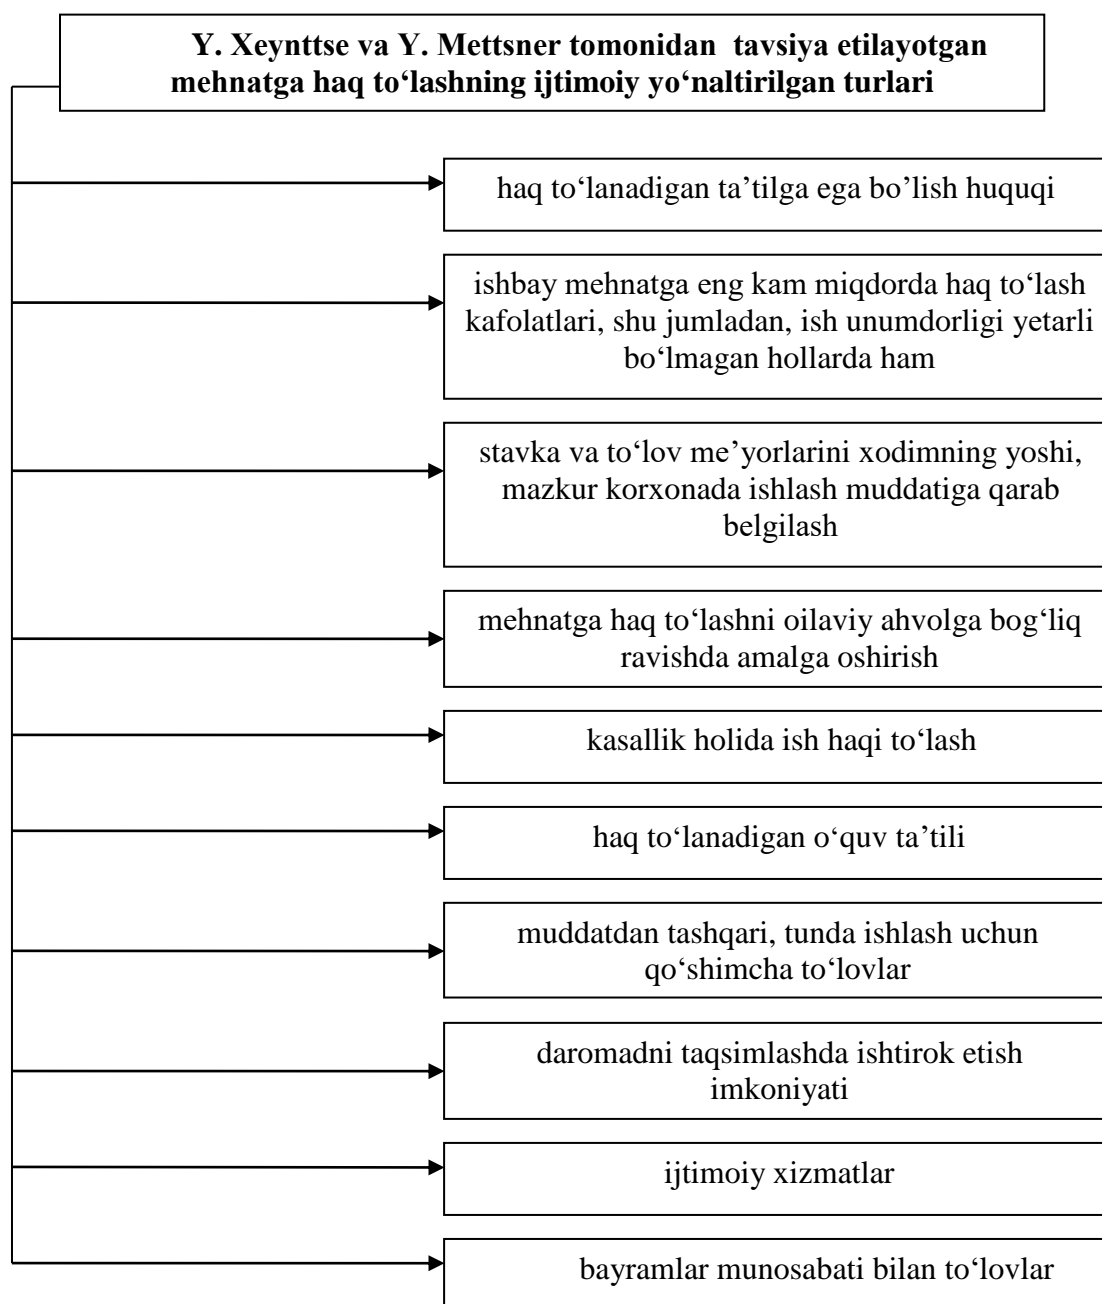 Y. Xeynttse va Y. Mettsner tomonidan tavsiya etilayotgan
mehnatga haq to‘lashning ijtimoiy yo‘naltirilgan turlari
haq to‘lanadigan ta’tilga ega bo’lish huquqi
ishbay mehnatga eng kam miqdorda haq to‘lash
kafolatlari, shu jumladan, ish unumdorligi yetarli
bo‘lmagan hollarda ham
stavka va to‘lov me’yorlarini xodimning yoshi,
mazkur korxonada ishlash muddatiga qarab
belgilash
mehnatga haq to‘lashni oilaviy ahvolga bog‘liq
ravishda amalga oshirish
kasallik holida ish haqi to‘lash
haq to‘lanadigan o‘quv ta’tili
muddatdan tashqari, tunda ishlash uchun
qo‘shimcha to‘lovlar
daromadni taqsimlashda ishtirok etish
imkoniyati
ijtimoiy xizmatlar
bayramlar munosabati bilan to‘lovlar